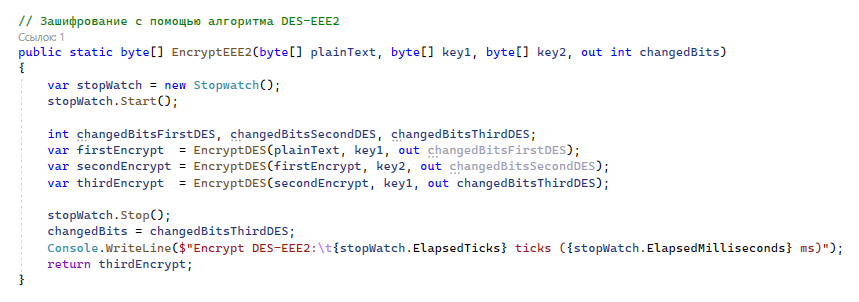 // Зашифрование с помощью алгоритма DES-EEE2
Ссылок: 1
public static byte[] EncryptEEE2(byte[] plainText, byte[] key1, byte[] key2, out int changedBits)
{
    var stopWatch = new Stopwatch();
    stopWatch.Start();

    int changedBitsFirstDES, changedBitsSecondDES, changedBitsThirdDES;
    var firstEncrypt  = EncryptDES(plainText, key1, out changedBitsFirstDES);
    var secondEncrypt = EncryptDES(firstEncrypt, key2, out changedBitsSecondDES);
    var thirdEncrypt  = EncryptDES(secondEncrypt, key1, out changedBitsThirdDES);

    stopWatch.Stop();
    changedBits = changedBitsThirdDES;
    Console.WriteLine($"Encrypt DES-EEE2:\t{stopWatch.ElapsedTicks} ticks ({stopWatch.ElapsedMilliseconds} ms)");
    return thirdEncrypt;
}